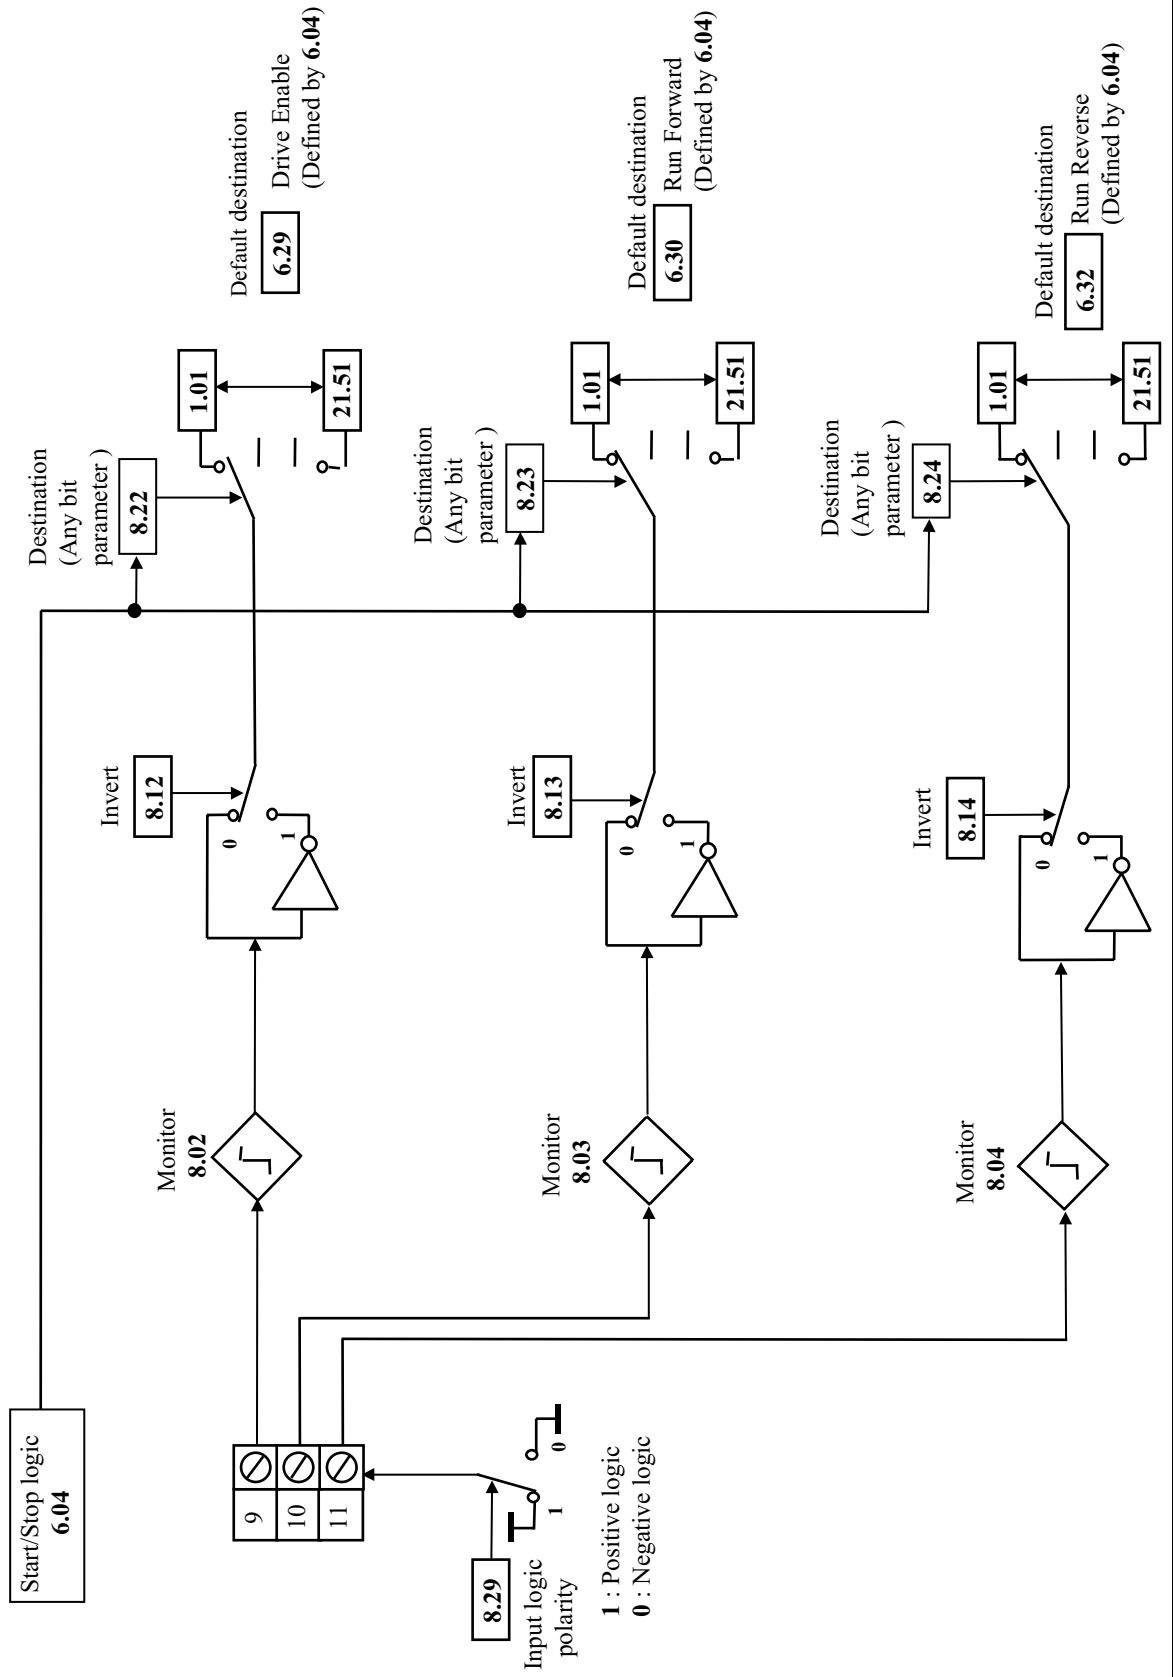 Start/Stop logic
6.04
9
10
11
8.29
Input logic
polarity
1
0
1 : Positive logic
0 : Negative logic
Monitor
8.02
Invert
8.12
0
1
Destination
(Any bit
parameter )
8.22
1.01
21.51
Default destination
6.29
Drive Enable
(Defined by 6.04)
Monitor
8.03
Invert
8.13
0
1
Destination
(Any bit
parameter )
8.23
1.01
21.51
Default destination
6.30
Run Forward
(Defined by 6.04)
Monitor
8.04
Invert
8.14
0
1
Destination
(Any bit
parameter )
8.24
1.01
21.51
Default destination
6.32
Run Reverse
(Defined by 6.04)